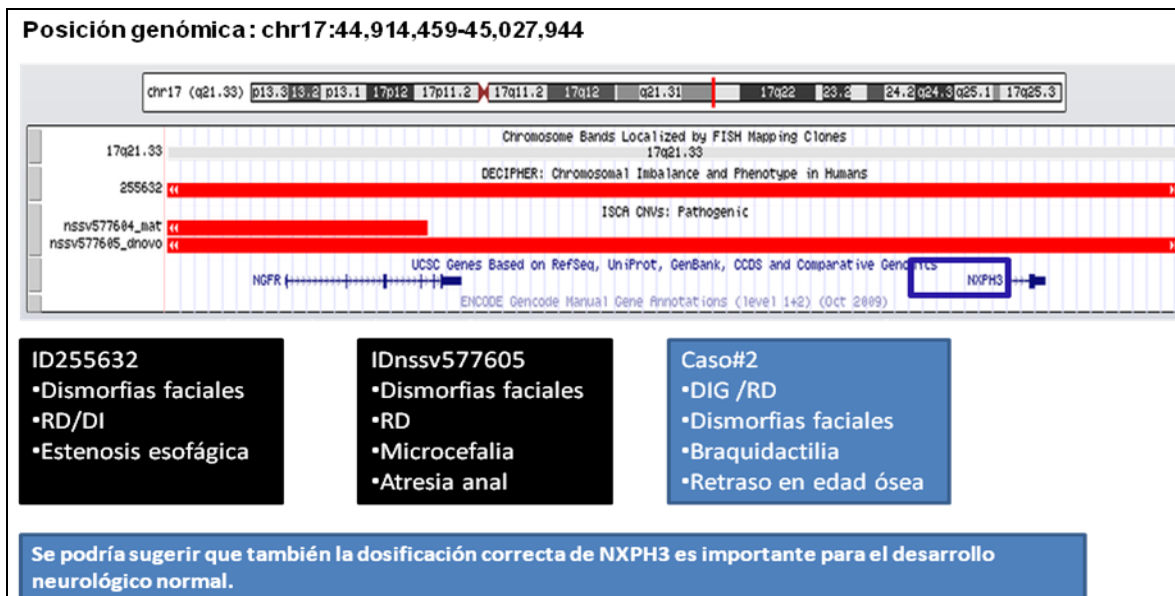 Posición genómica: chr17:44,914,459-45,027,944
chr17 (q21.33) p13.3 13.2 p13.1 17p12 17p11.2 17q11.2 17q12 q21.31 17q22 23.2 24.2 q24.3 q25.1 17q25.3
Chromosome Bands Localized by FISH Mapping Clones
17q21.33 17q21.33
DECIPHER: Chromosomal Imbalance and Phenotype in Humans
255632
ISCA CNVs: Pathogenic
nssv577604_mat
nssv577605_dnovo
UCSC Genes Based on RefSeq, UniProt, GenBank, CCDS and Comparative Genomics
NGFR NXPH3
ENCODE Gencode Manual Gene Annotations (level 1+2) (Oct 2009)
ID255632
•Dismorfias faciales
•RD/DI
•Estenosis esofágica
IDnssv577605
•Dismorfias faciales
•RD
•Microcefalia
•Atresia anal
Caso#2
•DIG /RD
•Dismorfias faciales
•Braquidactilia
•Retraso en edad ósea
Se podría sugerir que también la dosificación correcta de NXPH3 es importante para el desarrollo
neurológico normal.